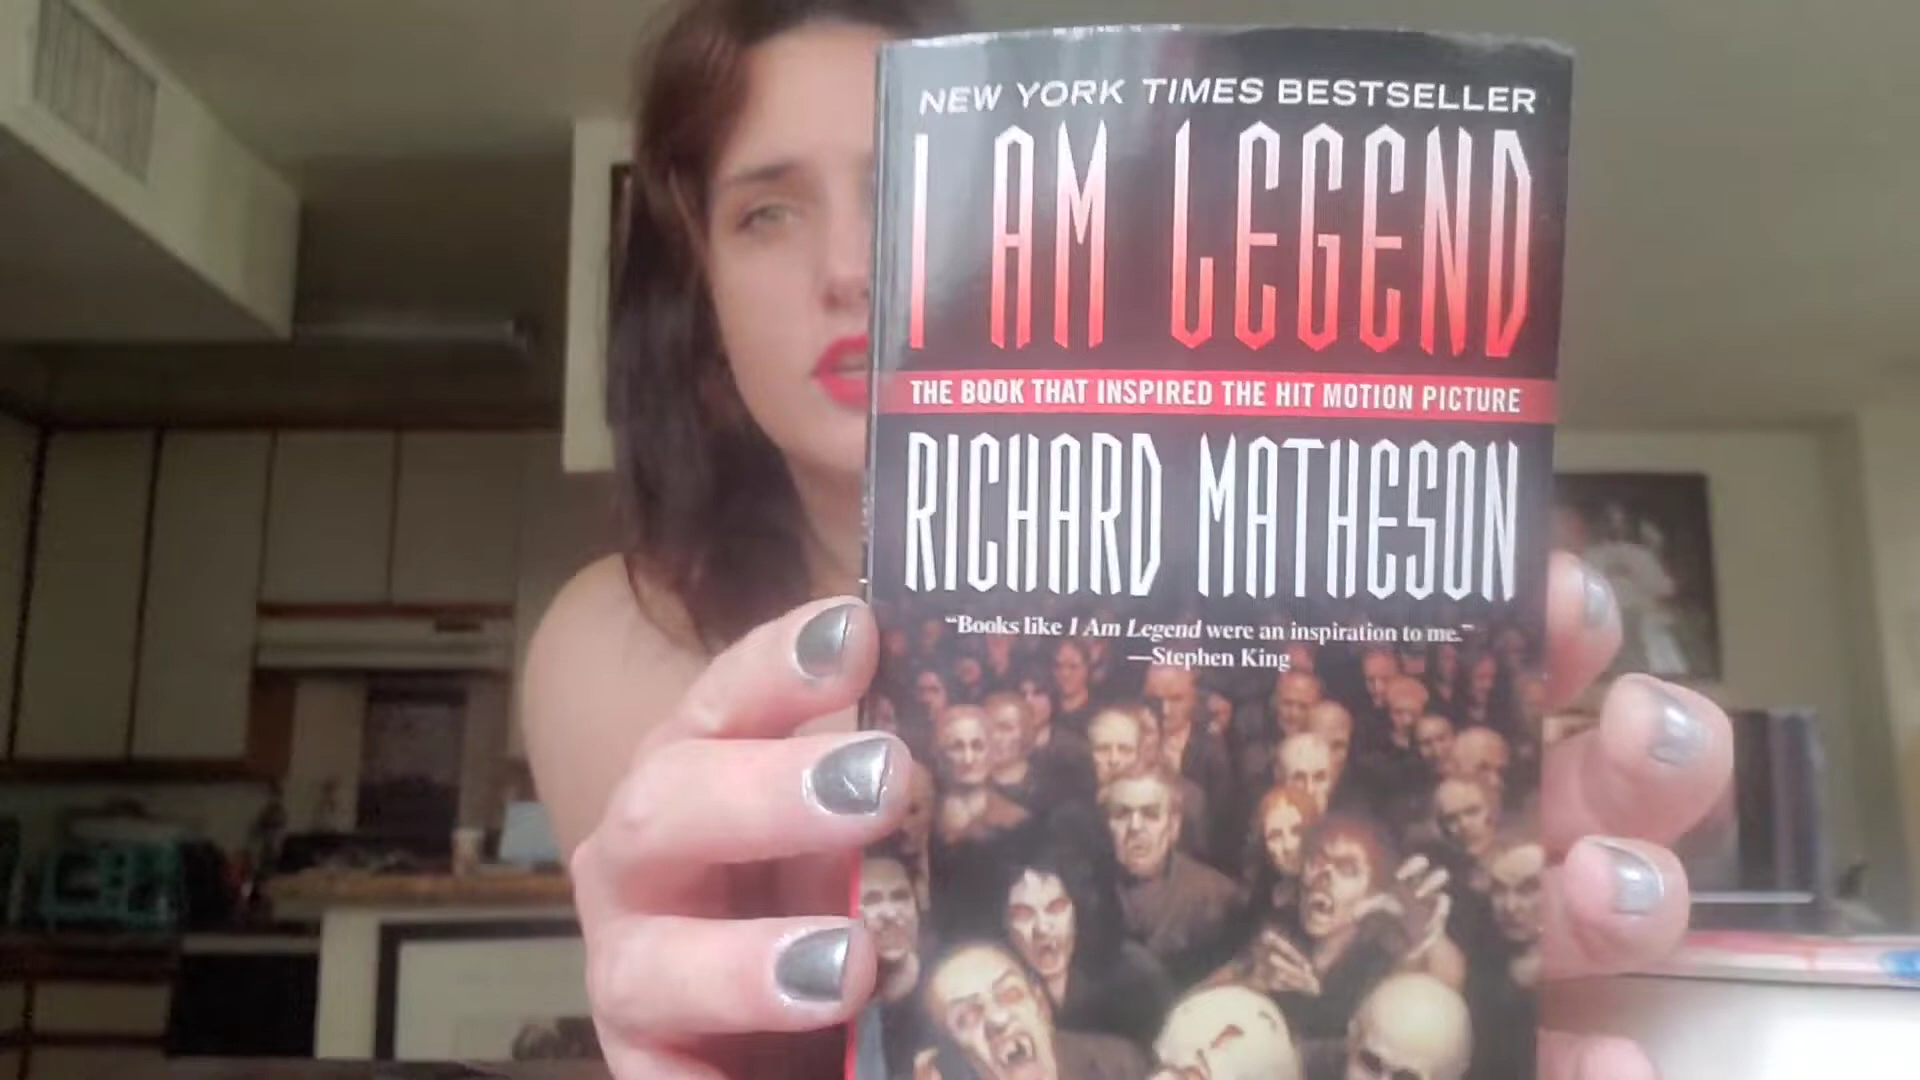 NEW YORK TIMES BESTSELLER
I AM LEGEND
THE BOOK THAT INSPIRED THE HIT MOTION PICTURE
RICHARD MATHESON
"Books like I Am Legend were an inspiration to me."
—Stephen King